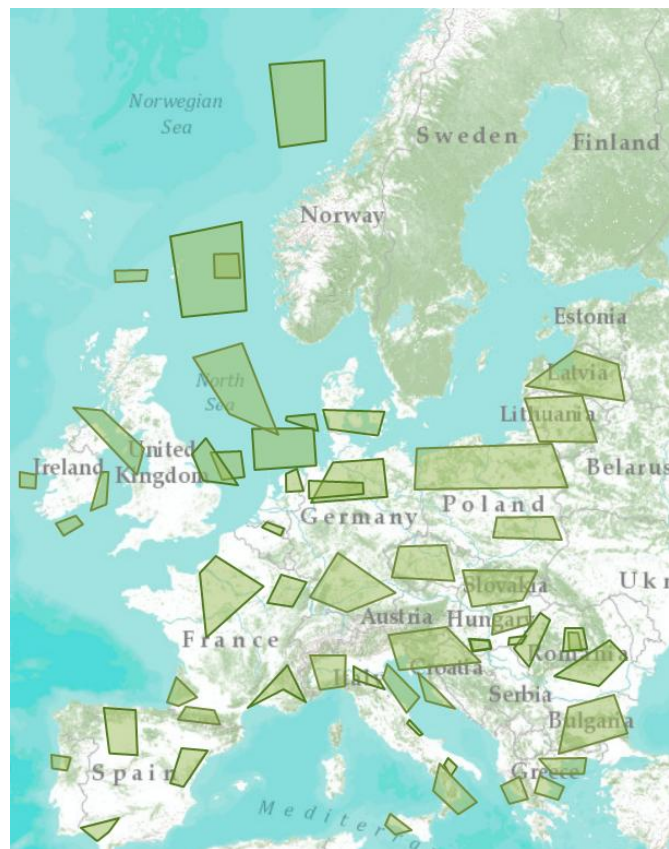 Norwegian
Sea
Sweden
Finland
Norway
Estonia
North
Sea
Latvia
Lithuania
Ireland
United
Kingdom
Belarus
Poland
Germany
Slovakia
Ukr
Austria
Hungary
France
Croatia
Romania
Italy
Serbia
Bulgaria
Spain
Greece
Mediterra